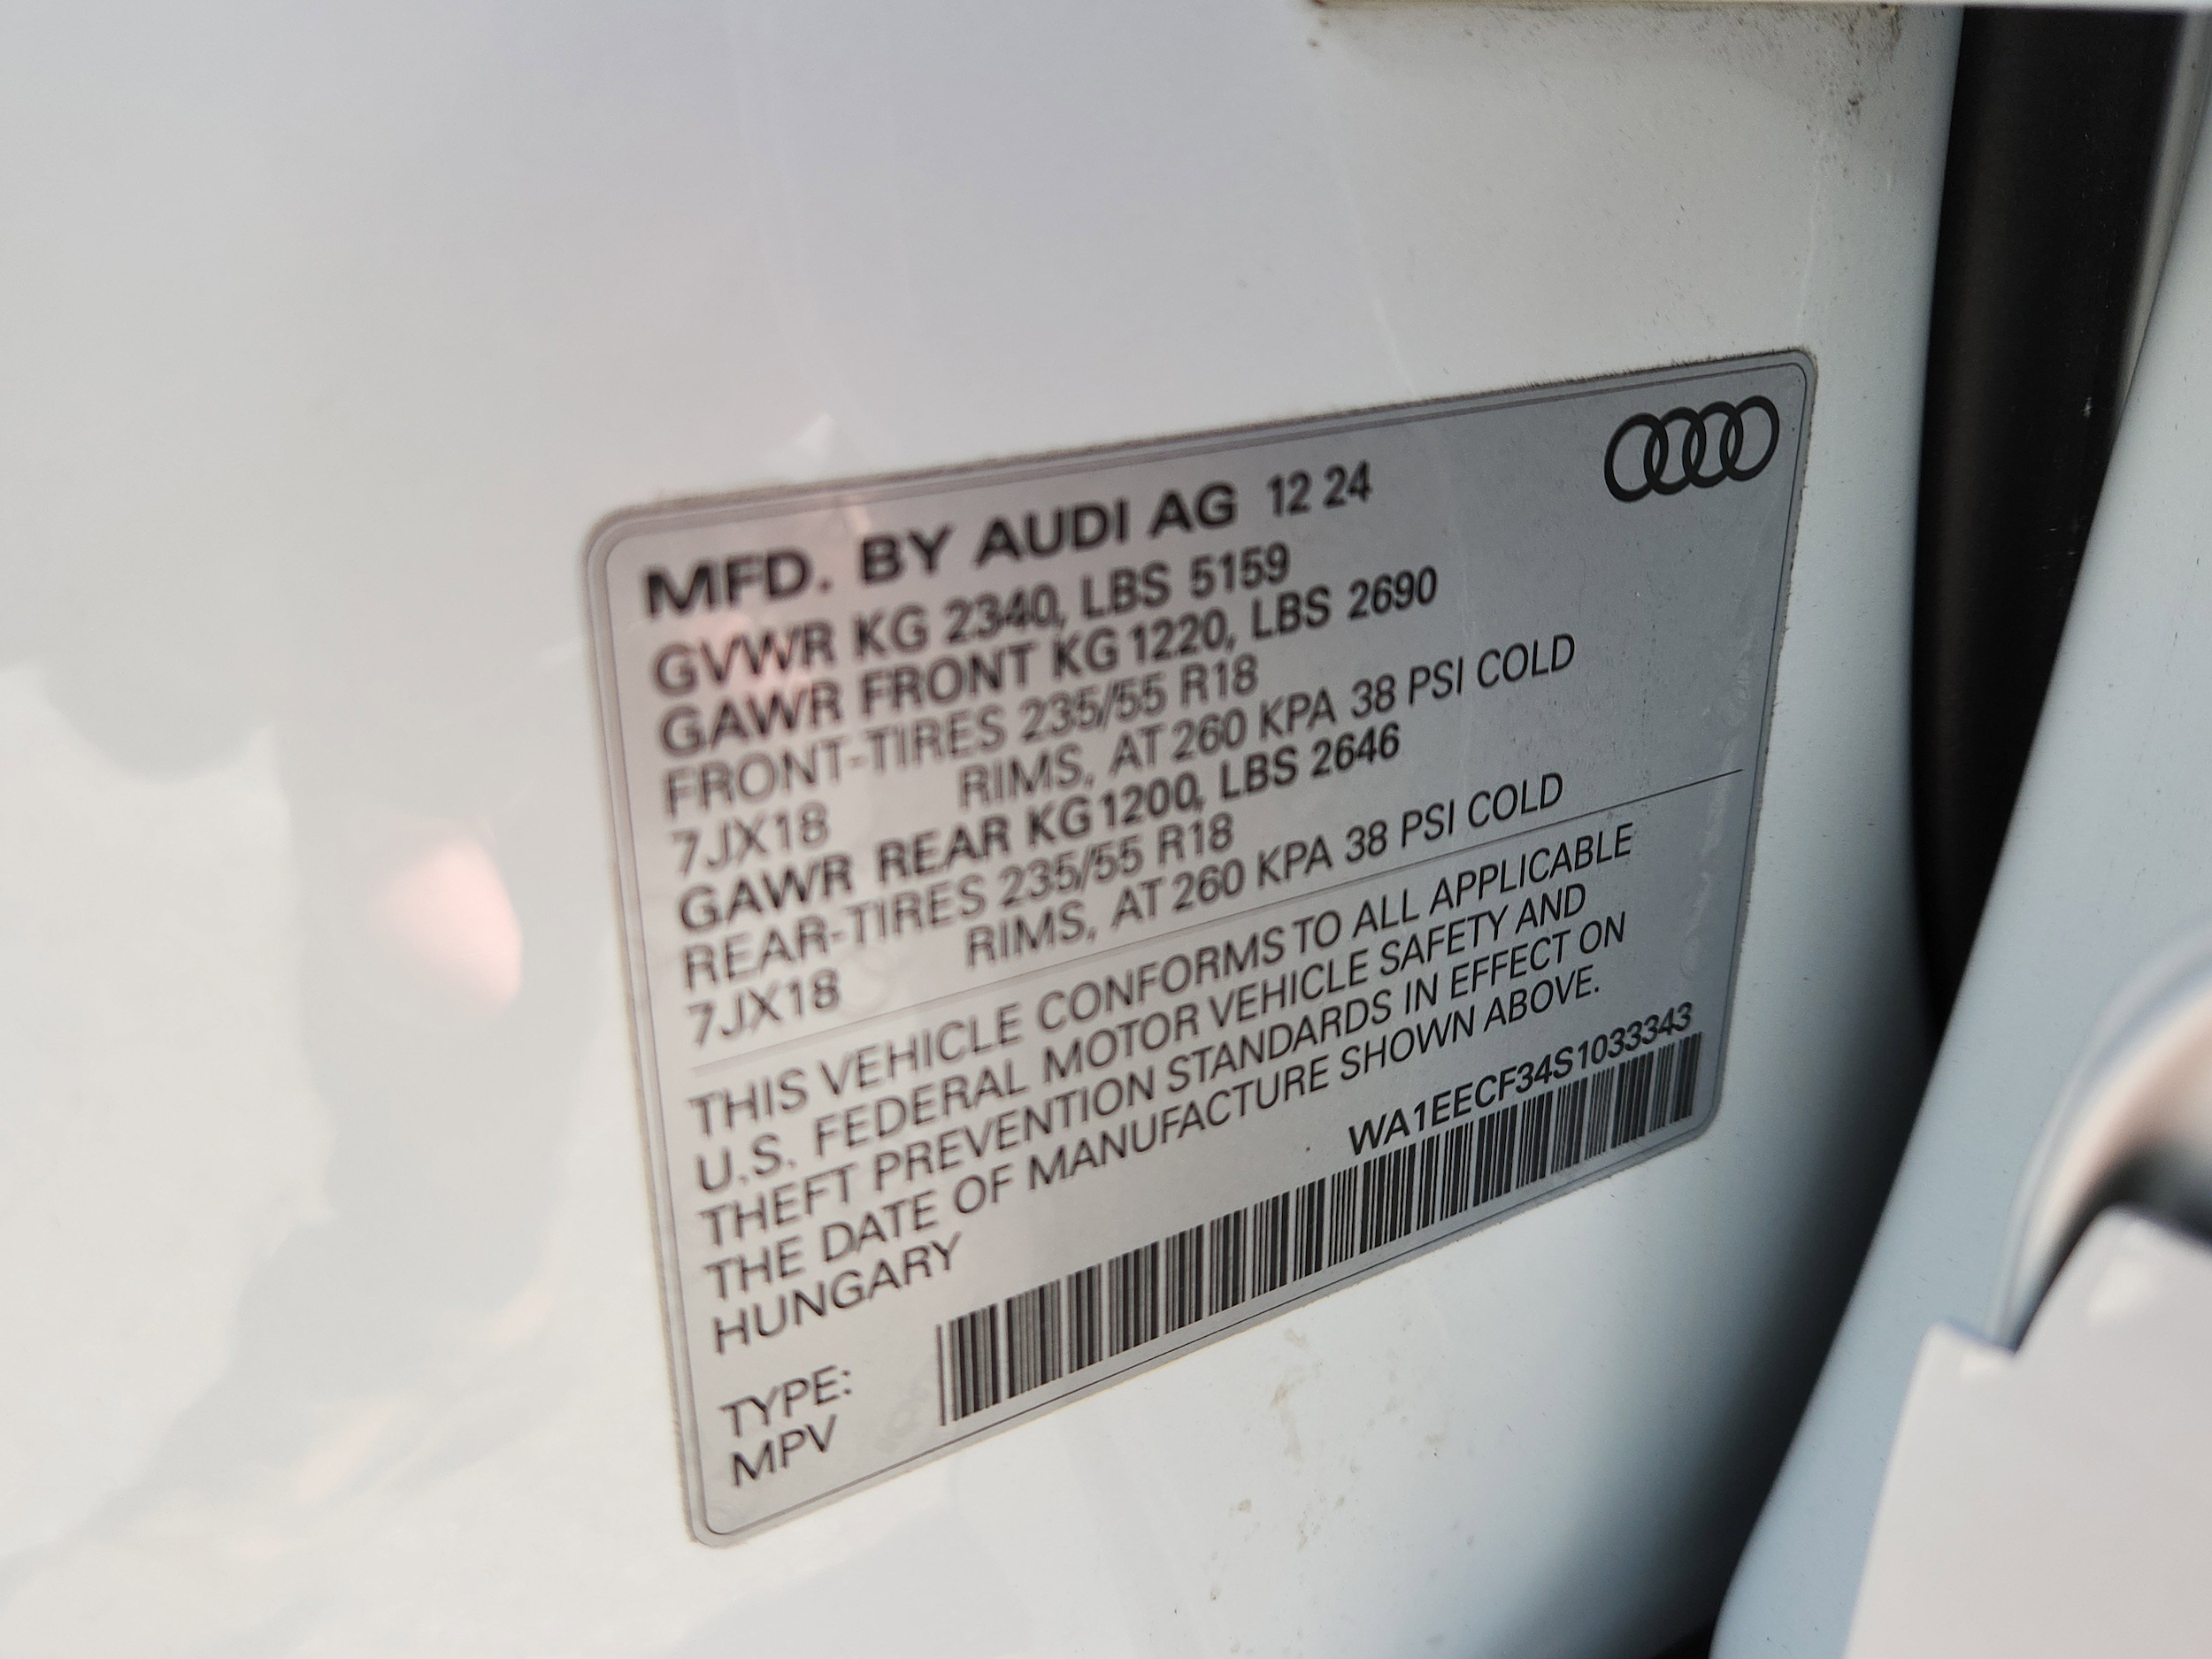 MFD. BY AUDI AG 12 24
GVWR KG 2340, LBS 5159
GAWR FRONT KG 1220, LBS 2690
FRONT-TIRES 235/55 R18
7JX18 RIMS, AT 260 KPA 38 PSI COLD
GAWR REAR KG 1200, LBS 2646
REAR-TIRES 235/55 R18
7JX18 RIMS, AT 260 KPA 38 PSI COLD
THIS VEHICLE CONFORMS TO ALL APPLICABLE
U.S. FEDERAL MOTOR VEHICLE SAFETY AND
THEFT PREVENTION STANDARDS IN EFFECT ON
THE DATE OF MANUFACTURE SHOWN ABOVE.
HUNGARY
WA1EECF34S1033343
TYPE:
MPV